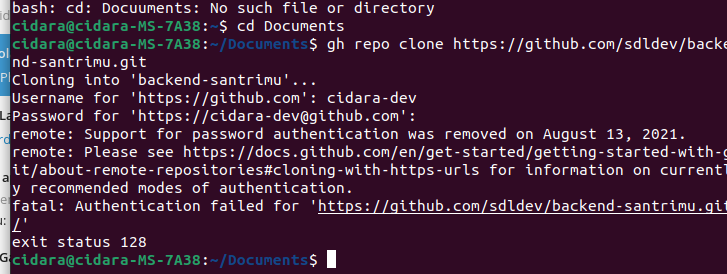 bash: cd: Docuuments: No such file or directory
cidara@cidara-MS-7A38:~$ cd Documents
cidara@cidara-MS-7A38:~/Documents$ gh repo clone https://github.com/sdldev/backe
nd-santrimu.git
Cloning into 'backend-santrimu'...
Username for 'https://github.com': cidara-dev
Password for 'https://cidara-dev@github.com':
remote: Support for password authentication was removed on August 13, 2021.
remote: Please see https://docs.github.com/en/get-started/getting-started-with-g
it/about-remote-repositories#cloning-with-https-urls for information on currentl
y recommended modes of authentication.
fatal: Authentication failed for 'https://github.com/sdldev/backend-santrimu.git
/'
exit status 128
cidara@cidara-MS-7A38:~/Documents$